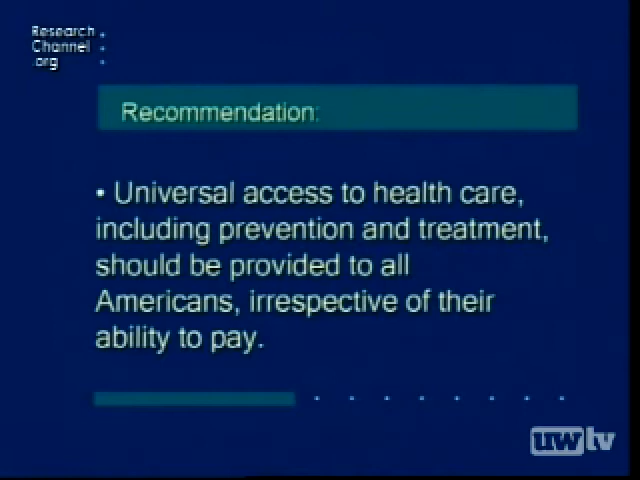 Research
Channel
.org
Recommendation:
• Universal access to health care,
including prevention and treatment,
should be provided to all
Americans, irrespective of their
ability to pay.
uwtv